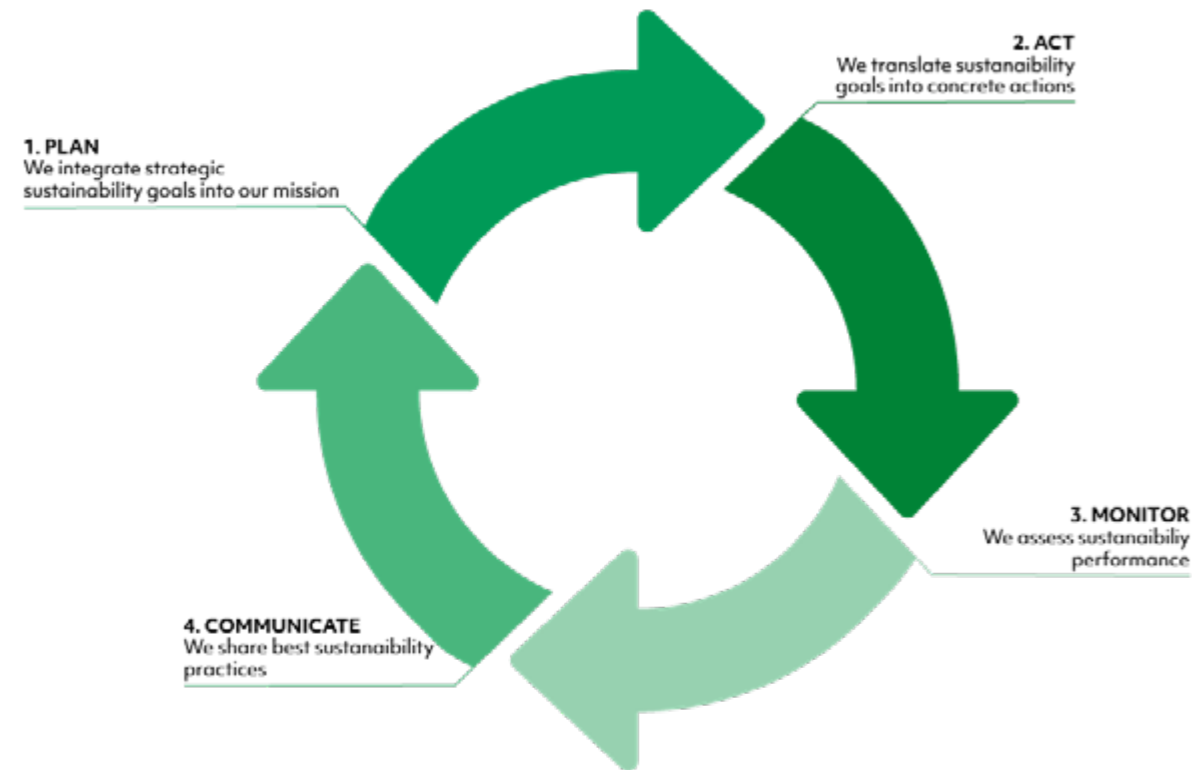 1. PLAN
We integrate strategic
sustainability goals into our mission
2. ACT
We translate sustanaibility
goals into concrete actions
3. MONITOR
We assess sustanaibiliy
performance
4. COMMUNICATE
We share best sustanaibility
practices